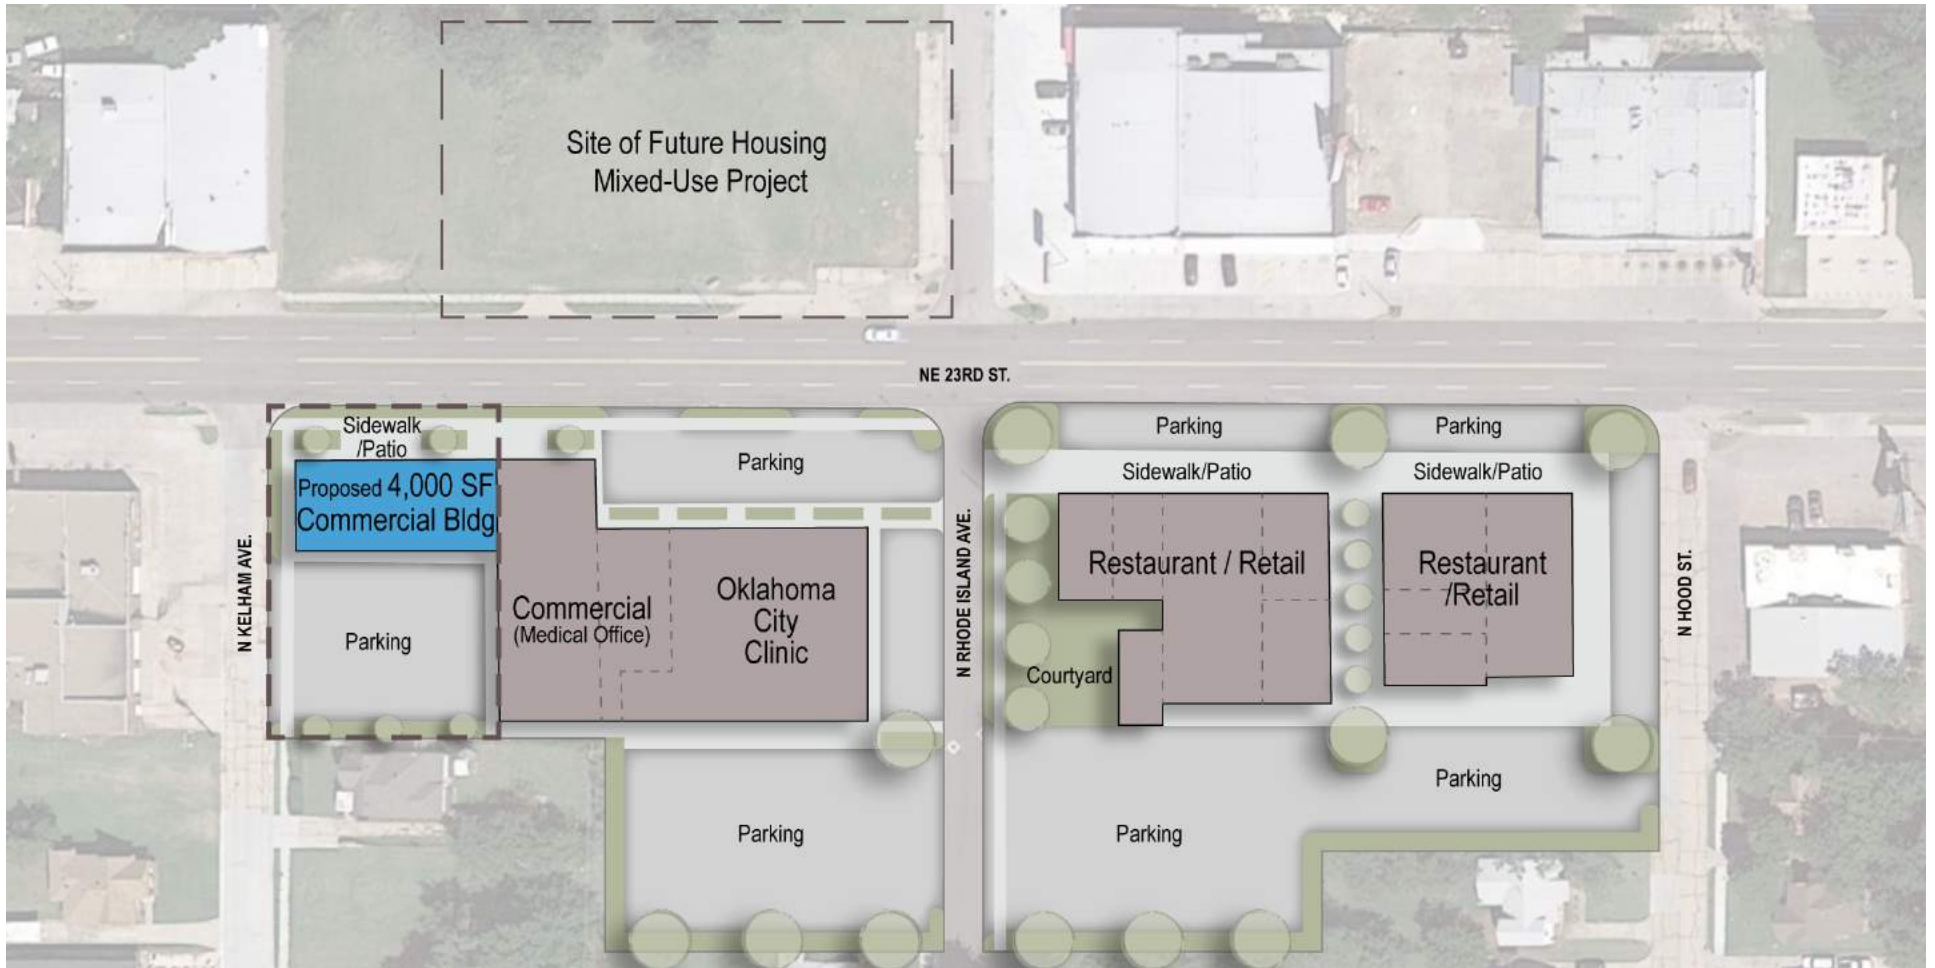 Site of Future Housing
Mixed-Use Project
NE 23RD ST.
Sidewalk
/Patio
Proposed 4,000 SF
Commercial Bldg
Parking
N KELHAM AVE.
Commercial
(Medical Office)
Oklahoma
City
Clinic
Parking
Parking
N RHODE ISLAND AVE.
Parking
Parking
Sidewalk/Patio
Sidewalk/Patio
Restaurant / Retail
Restaurant
/Retail
Courtyard
Parking
Parking
N HOOD ST.